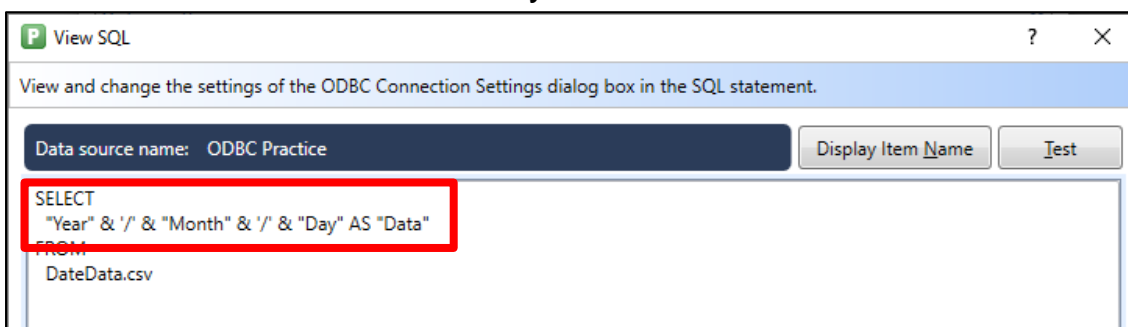 View SQL
? ×
View and change the settings of the ODBC Connection Settings dialog box in the SQL statement.
Data source name: ODBC Practice Display Item Name Test
SELECT
"Year" & '/' & "Month" & '/' & "Day" AS "Data"
FROM
DateData.csv